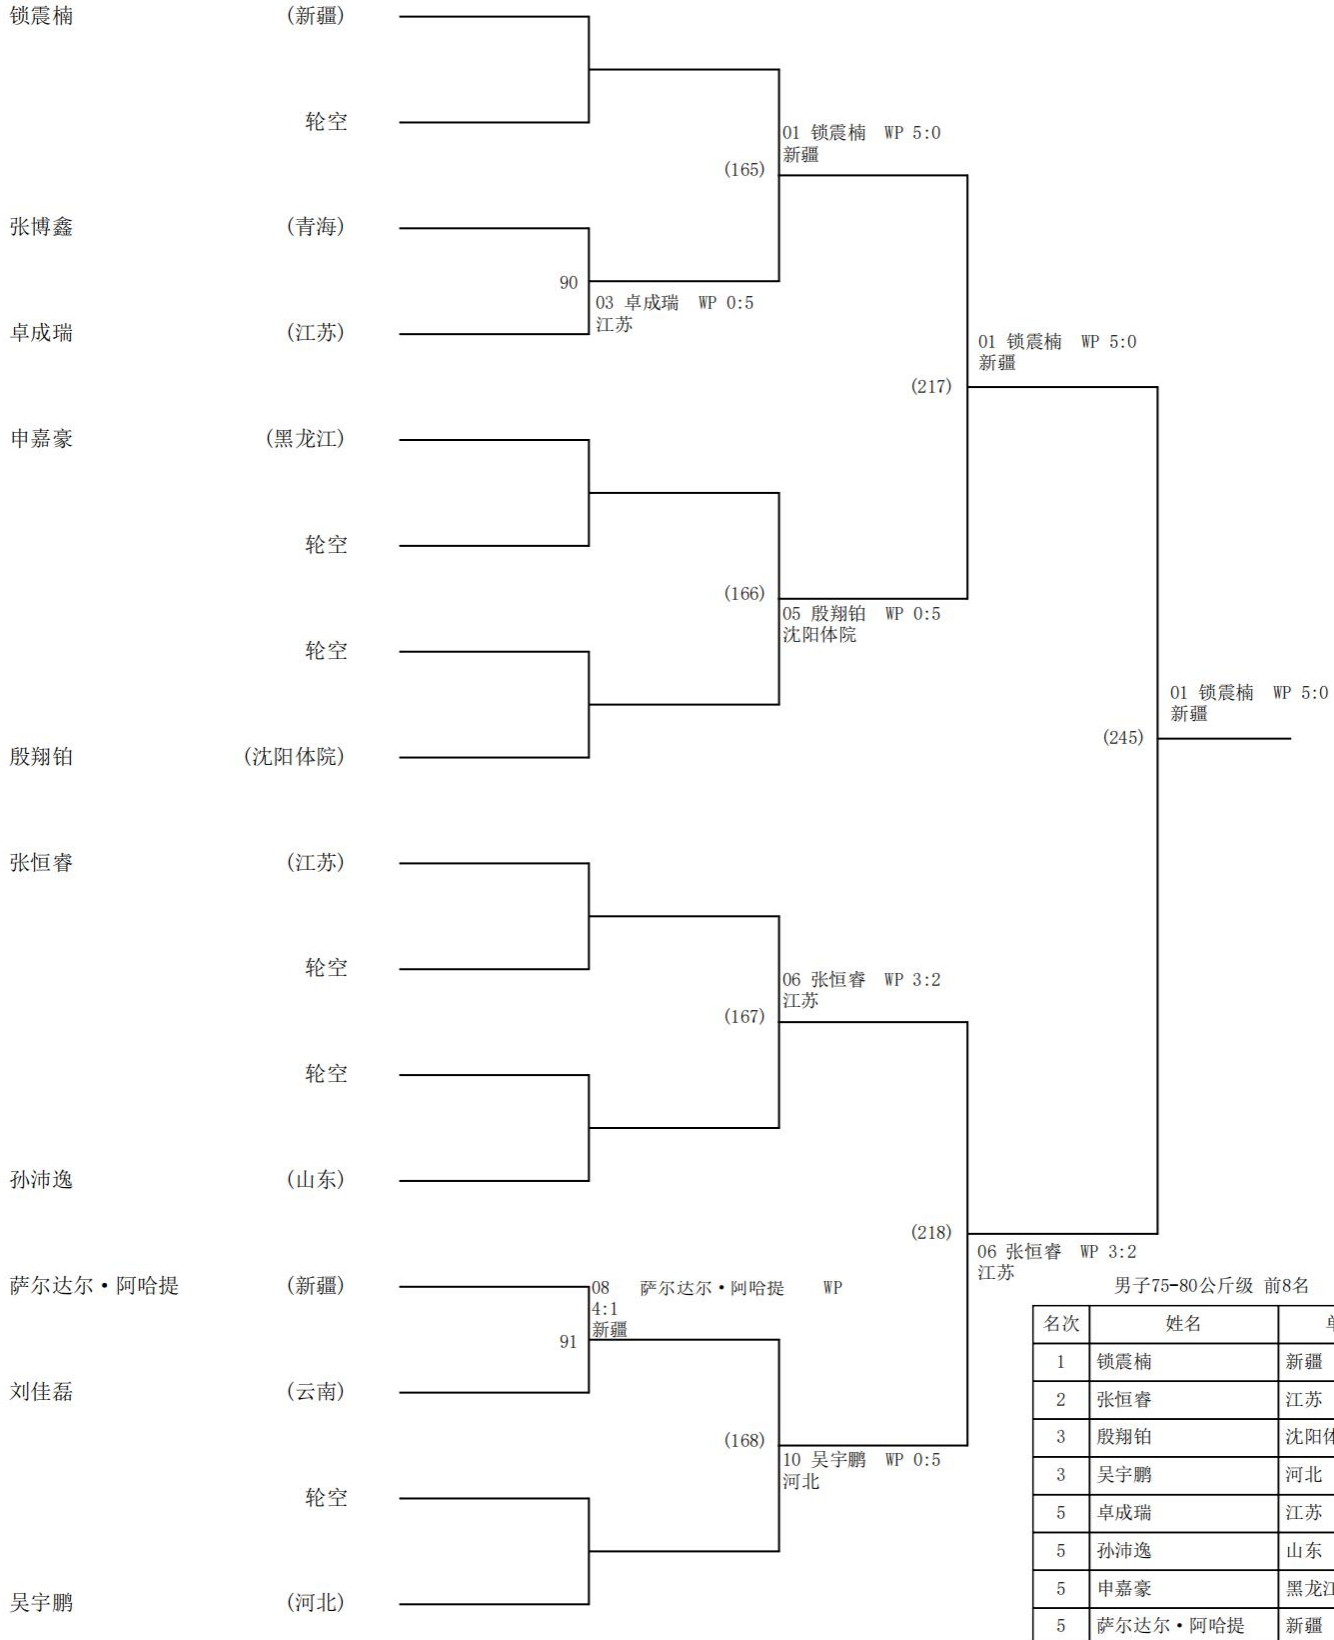 锁震楠 (新疆)
轮空
01 锁震楠 WP 5:0
新疆
(165)
张博鑫 (青海)
90
03 卓成瑞 WP 0:5
江苏
卓成瑞 (江苏)
01 锁震楠 WP 5:0
新疆
(217)
申嘉豪 (黑龙江)
轮空
(166)
05 殷翔铂 WP 0:5
沈阳体院
轮空
01 锁震楠 WP 5:0
新疆
(245)
殷翔铂 (沈阳体院)
张恒睿 (江苏)
轮空
06 张恒睿 WP 3:2
江苏
(167)
轮空
孙沛逸 (山东)
(218)
06 张恒睿 WP 3:2
江苏
萨尔达尔·阿哈提 (新疆)
08 萨尔达尔·阿哈提 WP
4:1
新疆
91
刘佳磊 (云南)
(168)
10 吴宇鹏 WP 0:5
河北
轮空
吴宇鹏 (河北)
男子75-80公斤级 前8名
名次 姓名
1 锁震楠 新疆
2 张恒睿 江苏
3 殷翔铂 沈阳
3 吴宇鹏 河北
5 卓成瑞 江苏
5 孙沛逸 山东
5 申嘉豪 黑龙江
5 萨尔达尔·阿哈提 新疆